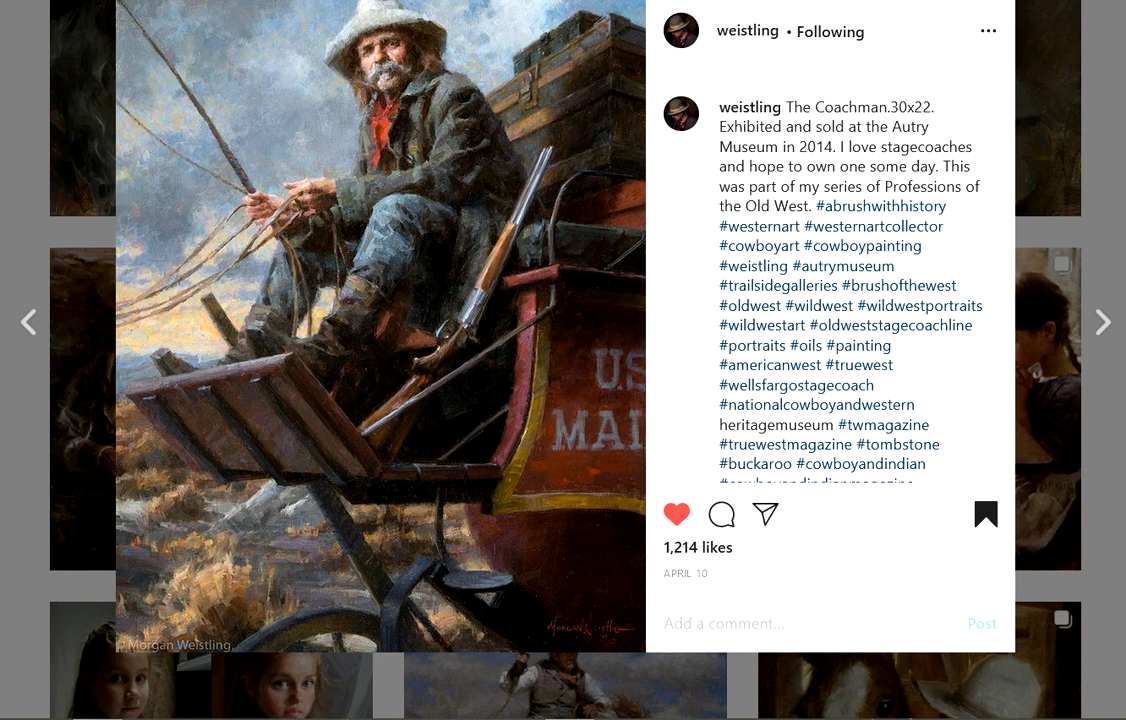 US
MAIL
© Morgan Weistling.
weistling • Following
weistling The Coachman.30x22.
Exhibited and sold at the Autry
Museum in 2014. I love stagecoaches
and hope to own one some day. This
was part of my series of Professions of
the Old West. #abrushwithhistory
#westernart #westernartcollector
#cowboyart #cowboypainting
#weistling #autrymuseum
#trailsidegalleries #brushofthewest
#oldwest #wildwest #wildwestportraits
#wildwestart #oldweststagecoachline
#portraits #oils #painting
#americanwest #truewest
#wellsfargostagecoach
#nationalcowboyandwestern
heritagemuseum #twmagazine
#truewestmagazine #tombstone
#buckaroo #cowboyandindian
#cowboyandindianmagazine
1,214 likes
APRIL 10
Add a comment... Post